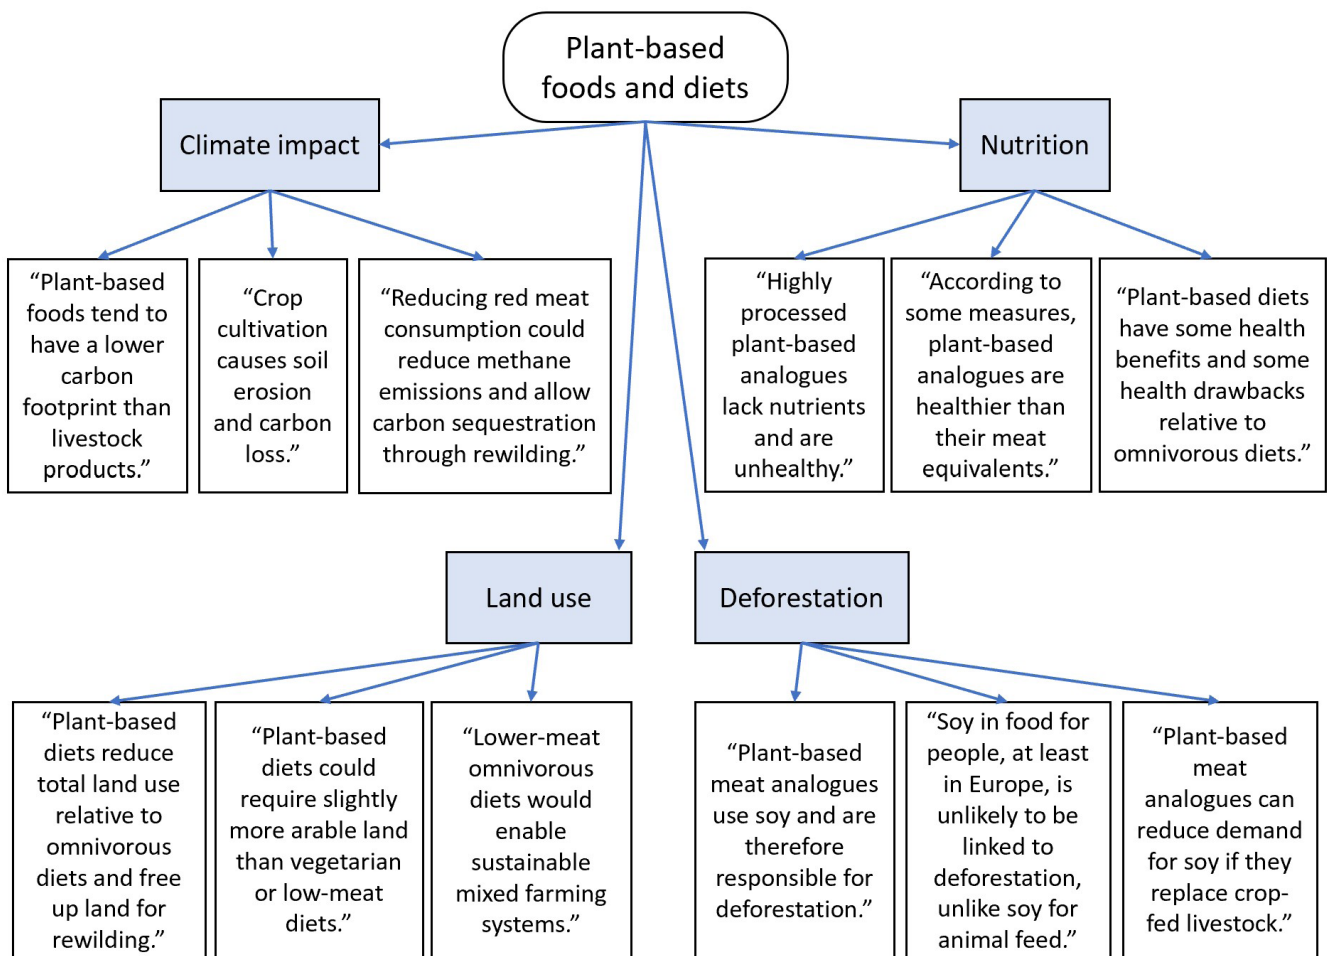 Plant-based
foods and diets
Climate impact
Nutrition
“Plant-based
foods tend to
have a lower
carbon
footprint than
livestock
products.”
“Crop
cultivation
causes soil
erosion
and carbon
loss.”
“Reducing red meat
consumption could
reduce methane
emissions and allow
carbon sequestration
through rewilding.”
“Highly
processed
plant-based
analogues
lack nutrients
and are
unhealthy.”
“According to
some measures,
plant-based
analogues are
healthier than
their meat
equivalents.”
“Plant-based diets
have some health
benefits and some
health drawbacks
relative to
omnivorous diets.”
Land use
Deforestation
“Plant-based
diets reduce
total land use
relative to
omnivorous
diets and free
up land for
rewilding.”
“Plant-based
diets could
require slightly
more arable land
than vegetarian
or low-meat
diets.”
“Lower-meat
omnivorous
diets would
enable
sustainable
mixed farming
systems.”
“Plant-based
meat analogues
use soy and are
therefore
responsible for
deforestation.”
“Soy in food for
people, at least
in Europe, is
unlikely to be
linked to
deforestation,
unlike soy for
animal feed.”
“Plant-based
meat
analogues can
reduce demand
for soy if they
replace crop-
fed livestock.”